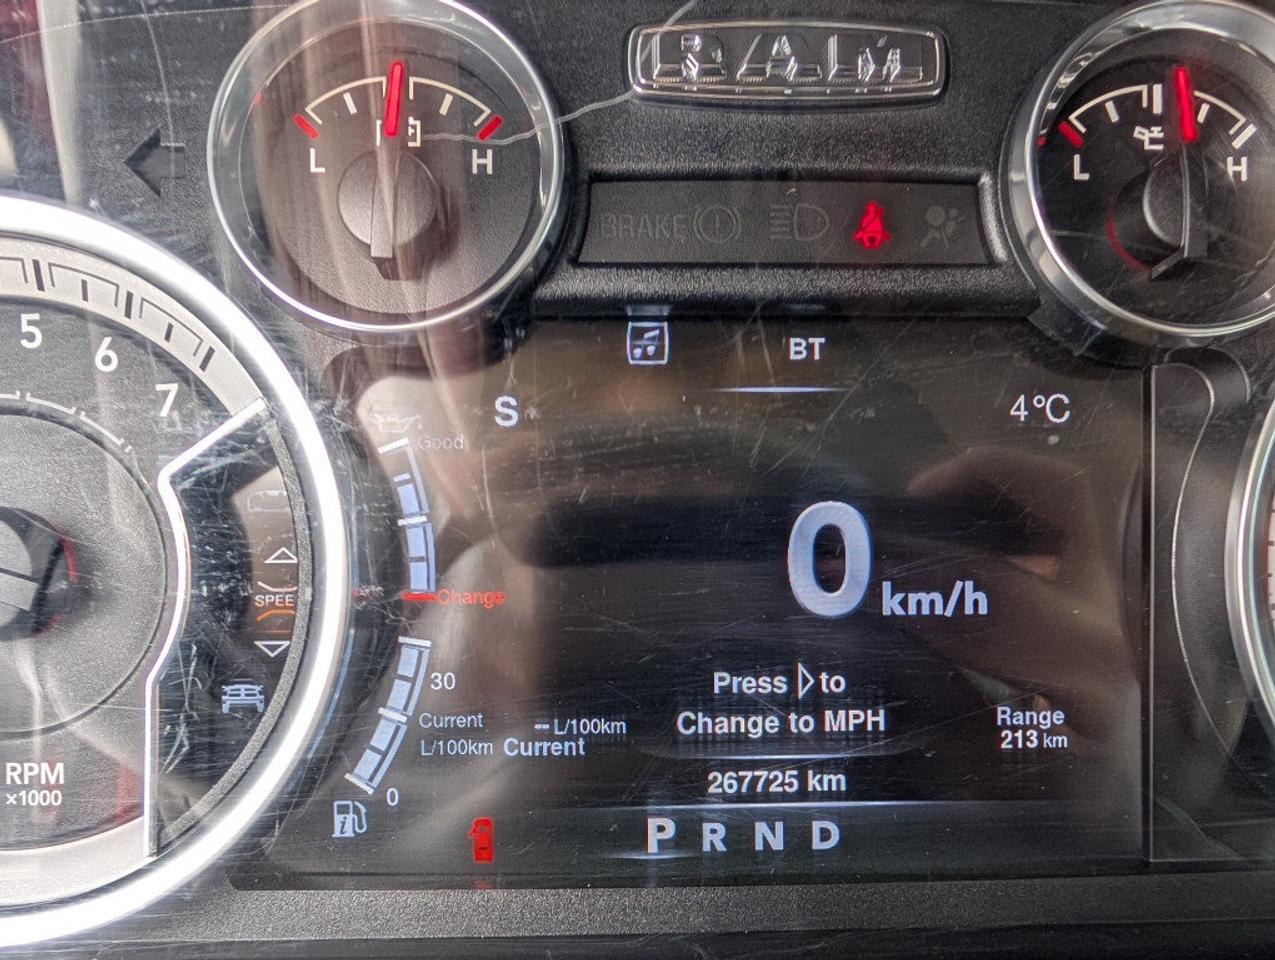 RAM
L H
L H
BRAKE
5
6
7
BT
S
4°C
Good
0 km/h
SPEE
Change
30
Press ▷ to
Change to MPH
Current
L/100km
-- L/100km
Current
Range
213 km
267725 km
0
RPM
×1000
P R N D